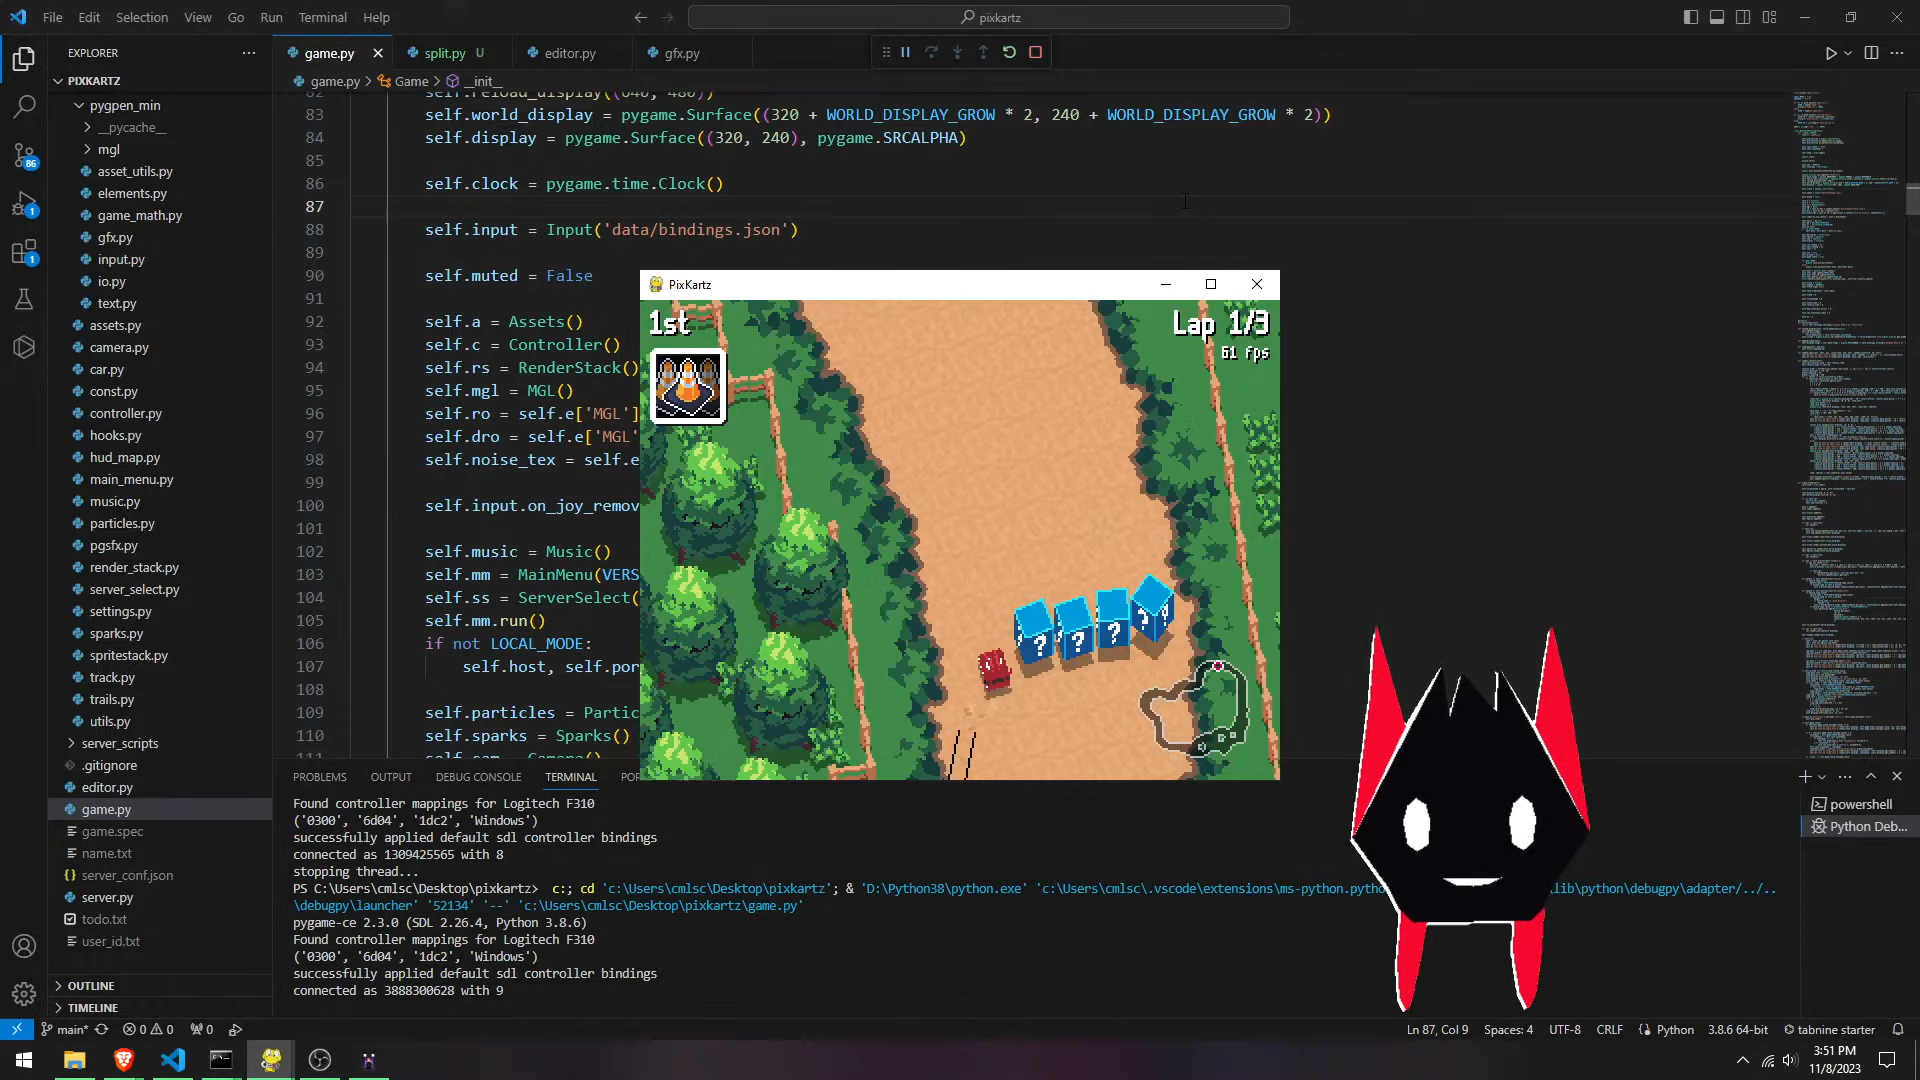 File Edit Selection View Go Run Terminal Help
pixkartz
EXPLORER
game.py
split.py U
editor.py
gfx.py
PIXKARTZ
game.py > Game > __init__
pygpen_min
__pycache__
mgl
asset_utils.py
elements.py
game_math.py
gfx.py
input.py
io.py
text.py
assets.py
camera.py
car.py
const.py
controller.py
hooks.py
hud_map.py
main_menu.py
music.py
particles.py
pgsfx.py
render_stack.py
server_select.py
settings.py
sparks.py
spritestack.py
track.py
trails.py
utils.py
server_scripts
.gitignore
editor.py
game.py
game.spec
name.txt
server_conf.json
server.py
todo.txt
user_id.txt
OUTLINE
TIMELINE
86
1
1
82 self.reload_display((640, 480))
83 self.world_display = pygame.Surface((320 + WORLD_DISPLAY_GROW * 2, 240 + WORLD_DISPLAY_GROW * 2))
84 self.display = pygame.Surface((320, 240), pygame.SRCALPHA)
85
86 self.clock = pygame.time.Clock()
87
88 self.input = Input('data/bindings.json')
89
90 self.muted = False
91
92 self.a = Assets()
93 self.c = Controller()
94 self.rs = RenderStack()
95 self.mgl = MGL()
96 self.ro = self.e['MGL']
97 self.dro = self.e['MGL'
98 self.noise_tex = self.e
99
100 self.input.on_joy_remov
101
102 self.music = Music()
103 self.mm = MainMenu(VERS
104 self.ss = ServerSelect(
105 self.mm.run()
106 if not LOCAL_MODE:
107 self.host, self.por
108
109 self.particles = Partic
110 self.sparks = Sparks()
PixKartz
1st
Lap 1/3
61 fps
? ? ? ? ?
PROBLEMS OUTPUT DEBUG CONSOLE TERMINAL PO
Found controller mappings for Logitech F310
('0300', '6d04', '1dc2', 'Windows')
successfully applied default sdl controller bindings
connected as 1309425565 with 8
stopping thread...
PS C:\Users\cmlsc\Desktop\pixkartz> c:; cd 'c:\Users\cmlsc\Desktop\pixkartz'; & 'D:\Python38\python.exe' 'c:\Users\cmlsc\.vscode\extensions\ms-python.pytho lib\python\debugpy\adapter/../..
\debugpy\launcher' '52134' '--' 'c:\Users\cmlsc\Desktop\pixkartz\game.py'
pygame-ce 2.3.0 (SDL 2.26.4, Python 3.8.6)
Found controller mappings for Logitech F310
('0300', '6d04', '1dc2', 'Windows')
successfully applied default sdl controller bindings
connected as 3888300628 with 9
powershell
Python Deb...
main* 0 0 0
Ln 87, Col 9 Spaces: 4 UTF-8 CRLF Python 3.8.6 64-bit tabnine starter
3:51 PM
11/8/2023